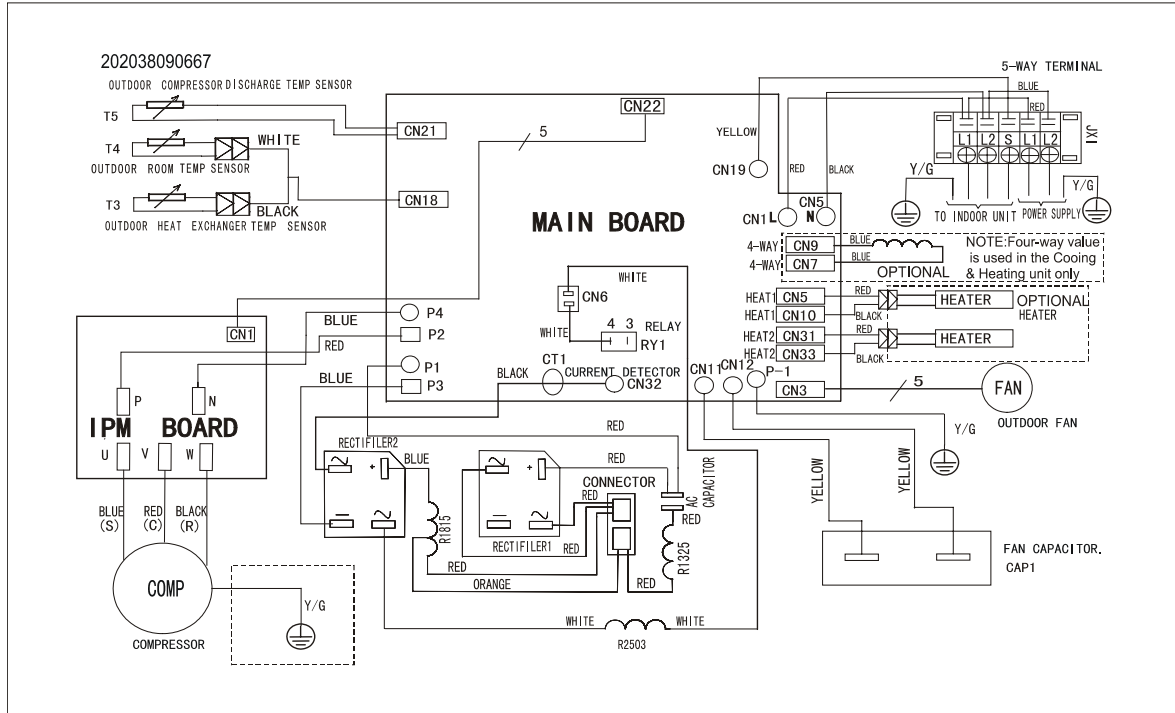 202038090667
OUTDOOR COMPRESSOR DISCHARGE TEMP SENSOR
T5
T4
WHITE
OUTDOOR ROOM TEMP SENSOR
T3
BLACK
OUTDOOR HEAT EXCHANGER TEMP SENSOR
CN21
CN18
CN22
5
MAIN BOARD
YELLOW
CN19
RED
BLACK
CN1 L
CN5
N
5-WAY TERMINAL
BLUE
RED
L1 L2 S L1 L2
JX1
Y/G
Y/G
TO INDOOR UNIT
POWER SUPPLY
4-WAY CN9 BLUE
4-WAY CN7 BLUE
OPTIONAL
NOTE:Four-way value
is used in the Cooing
& Heating unit only
HEAT1 CN5 RED
HEATER
OPTIONAL
HEATER
HEAT1 CN10 BLACK
HEAT2 CN31 RED
HEATER
HEAT2 CN33 BLACK
WHITE
CN6
WHITE
4 3
RELAY
RY1
CT1
BLACK
CURRENT DETECTOR
CN32
CN11
CN12
P-1
CN3
5
FAN
OUTDOOR FAN
Y/G
P4
P2
P1
P3
BLUE
RED
BLUE
CN1
P
N
IPM BOARD
U V W
BLUE
(S)
RED
(C)
BLACK
(R)
COMP
COMPRESSOR
Y/G
RECTIFILER2
+
BLUE
R1815
RED
+
RED
CONNECTOR
RED
RED
RECTIFILER1
RED
RED
ORANGE
RED
AC
CAPACITOR
RED
R1325
WHITE
WHITE
R2503
YELLOW
YELLOW
FAN CAPACITOR.
CAP1